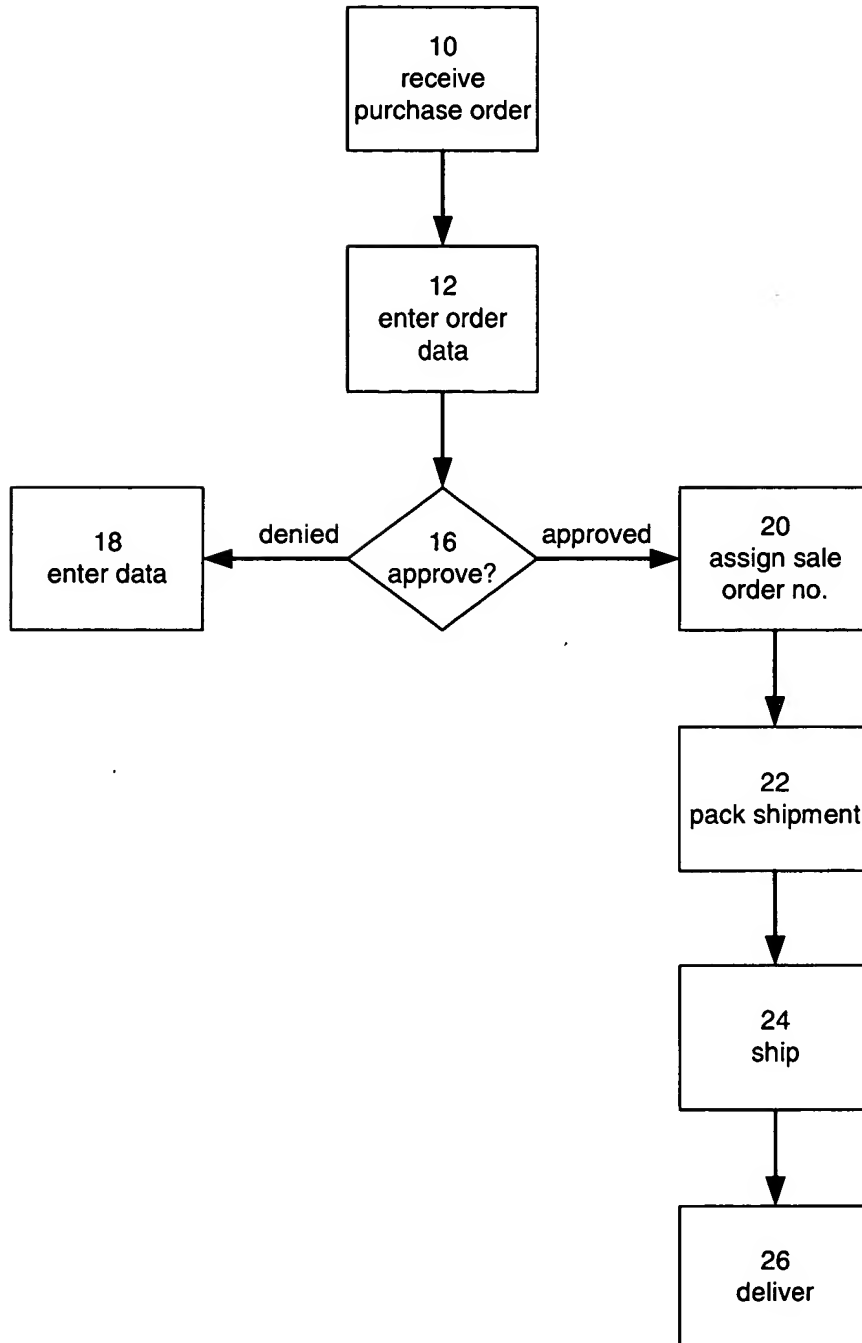 10
receive
purchase order
12
enter order
data
denied
16
approve?
approved
18
enter data
20
assign sale
order no.
22
pack shipment
24
ship
26
deliver